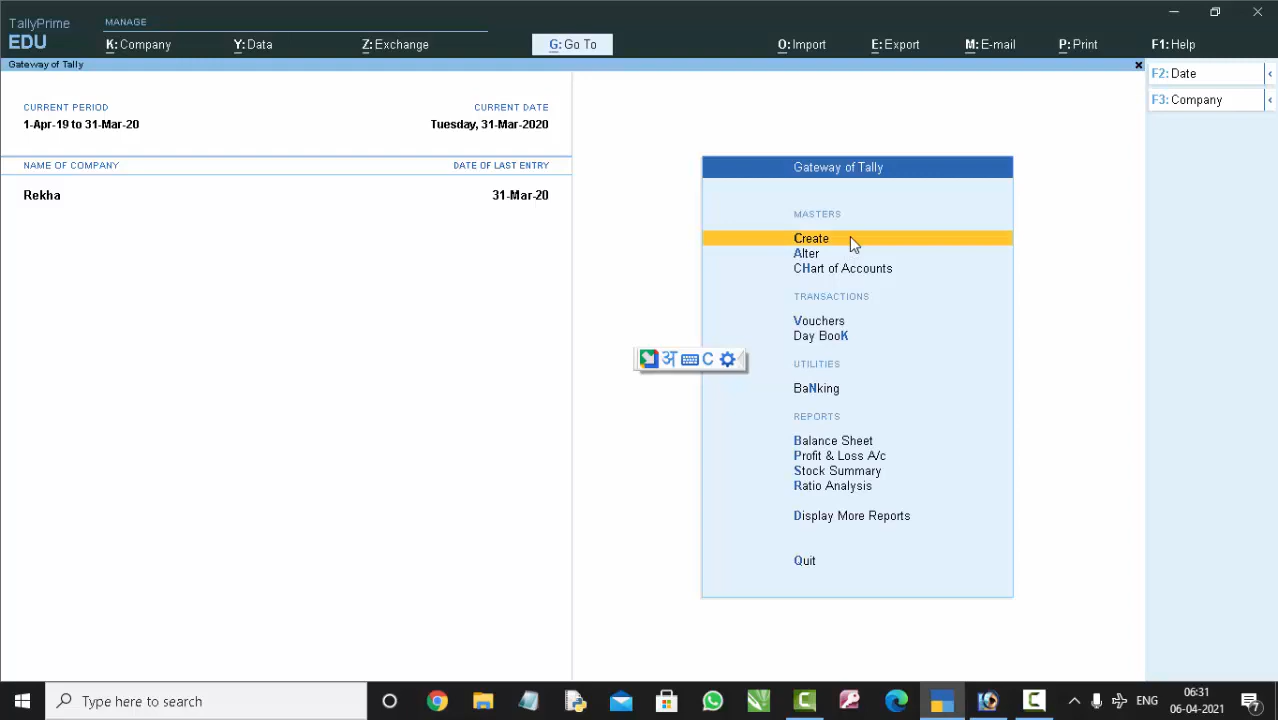 TallyPrime
EDU
MANAGE
K: Company
Y: Data
Z: Exchange
G: Go To
O: Import
E: Export
M: E-mail
P: Print
F1: Help
Gateway of Tally
F2: Date
F3: Company
CURRENT PERIOD
CURRENT DATE
1-Apr-19 to 31-Mar-20
Tuesday, 31-Mar-2020
NAME OF COMPANY
DATE OF LAST ENTRY
Rekha
31-Mar-20
Gateway of Tally
MASTERS
Create
Alter
CHart of Accounts
TRANSACTIONS
Vouchers
Day BooK
UTILITIES
BaNking
REPORTS
Balance Sheet
Profit & Loss A/c
Stock Summary
Ratio Analysis
Display More Reports
Quit
अ
C
Type here to search
ENG
06:31
06-04-2021
7